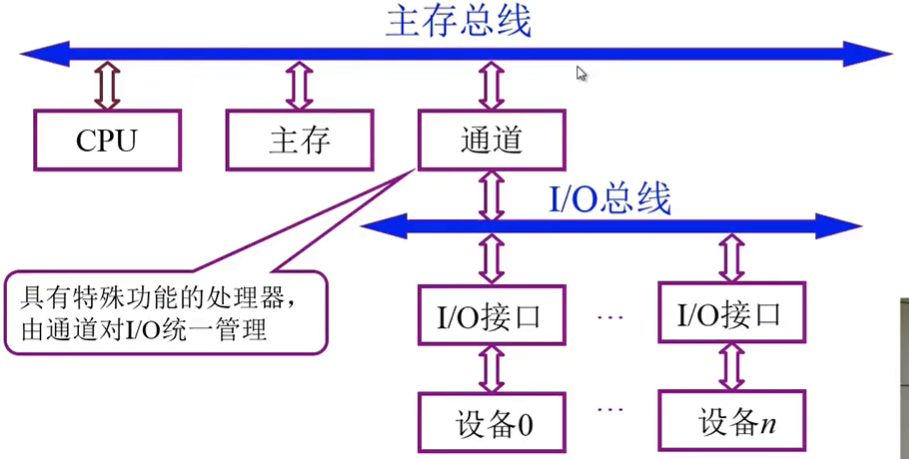 主存总线
CPU
主存
通道
I/O总线
具有特殊功能的处理器，
由通道对I/O统一管理
I/O接口
…
I/O接口
设备0
…
设备n